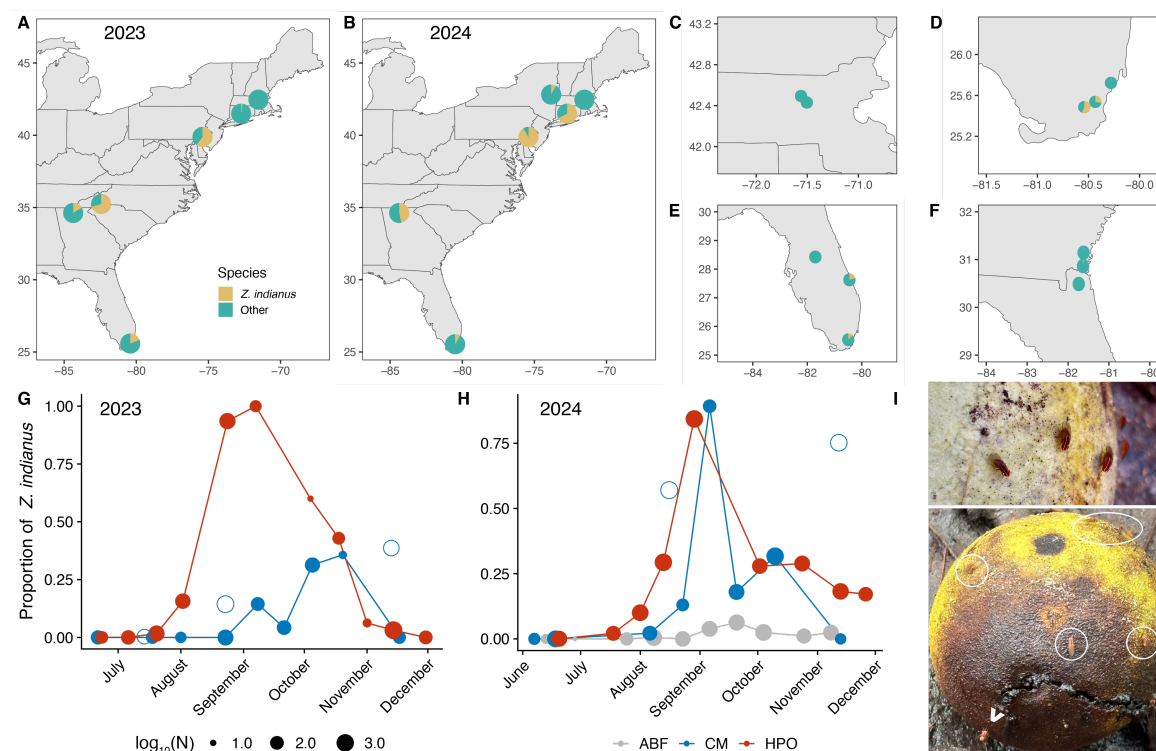 A
2023
45
40
35
30
25
−85
−80
−75
−70
Species
Z. indianus
Other
B
2024
−85
−80
−75
−70
C
43.2
42.8
42.4
42.0
−72.0
−71.5
−71.0
D
26.0
25.6
25.2
−81.5
−81.0
−80.5
−80.0
E
30
29
28
27
26
25
−84
−82
−80
F
32
31
30
29
−84
−83
−82
−81
−80
G
2023
Proportion of Z. indianus
1.00
0.75
0.50
0.25
0.00
July
August
September
October
November
December
H
2024
0.75
0.50
0.25
0.00
June
July
August
September
October
November
December
I
log10(N) 1.0 2.0 3.0
ABF CM HPO